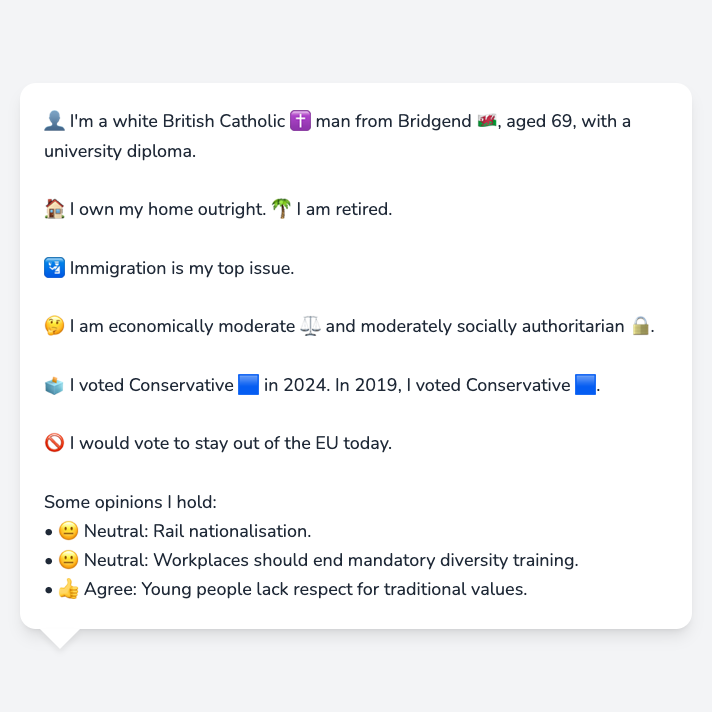 👤 I'm a white British Catholic ✝️ man from Bridgend 🏴󠁧󠁢󠁷󠁬󠁳󠁿, aged 69, with a
university diploma.
🏠 I own my home outright. 🌴 I am retired.
🛂 Immigration is my top issue.
🤔 I am economically moderate ⚖️ and moderately socially authoritarian 🔒.
🗳️ I voted Conservative 🟦 in 2024. In 2019, I voted Conservative 🟦.
🚫 I would vote to stay out of the EU today.
Some opinions I hold:
• 😐 Neutral: Rail nationalisation.
• 😐 Neutral: Workplaces should end mandatory diversity training.
• 👍 Agree: Young people lack respect for traditional values.